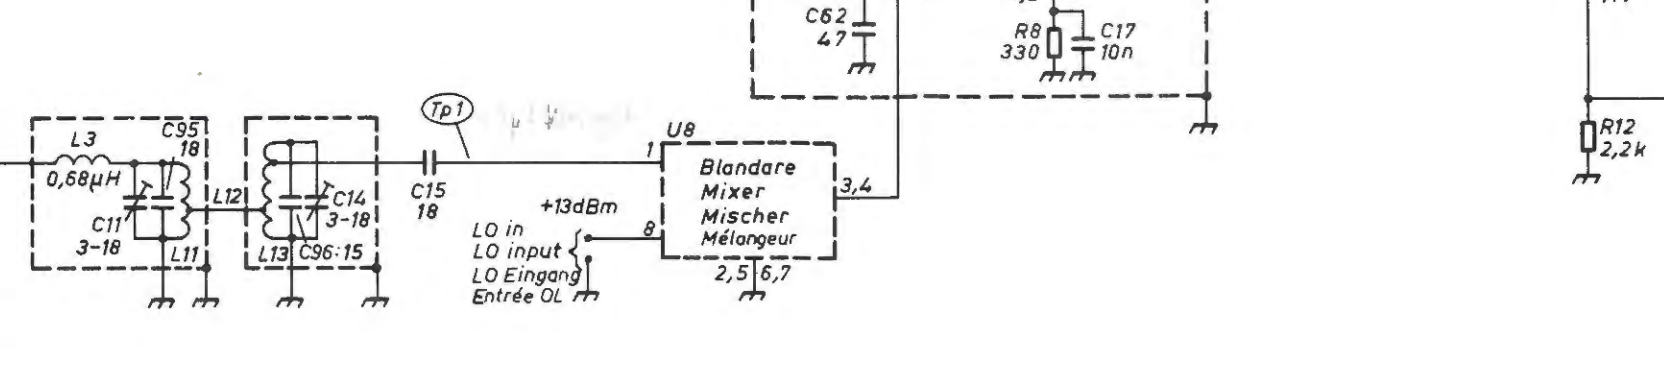 C62
47
R8
330
C17
10n
R12
2,2k
Tp1
L3
0,68µH
C95
18
C11
3-18
L11
L12
L13
C14
3-18
C96:15
C15
18
+13dBm
LO in
LO input
LO Eingang
Entrée OL
U8
1
8
Blandare
Mixer
Mischer
Mélangeur
3,4
2,5 6,7